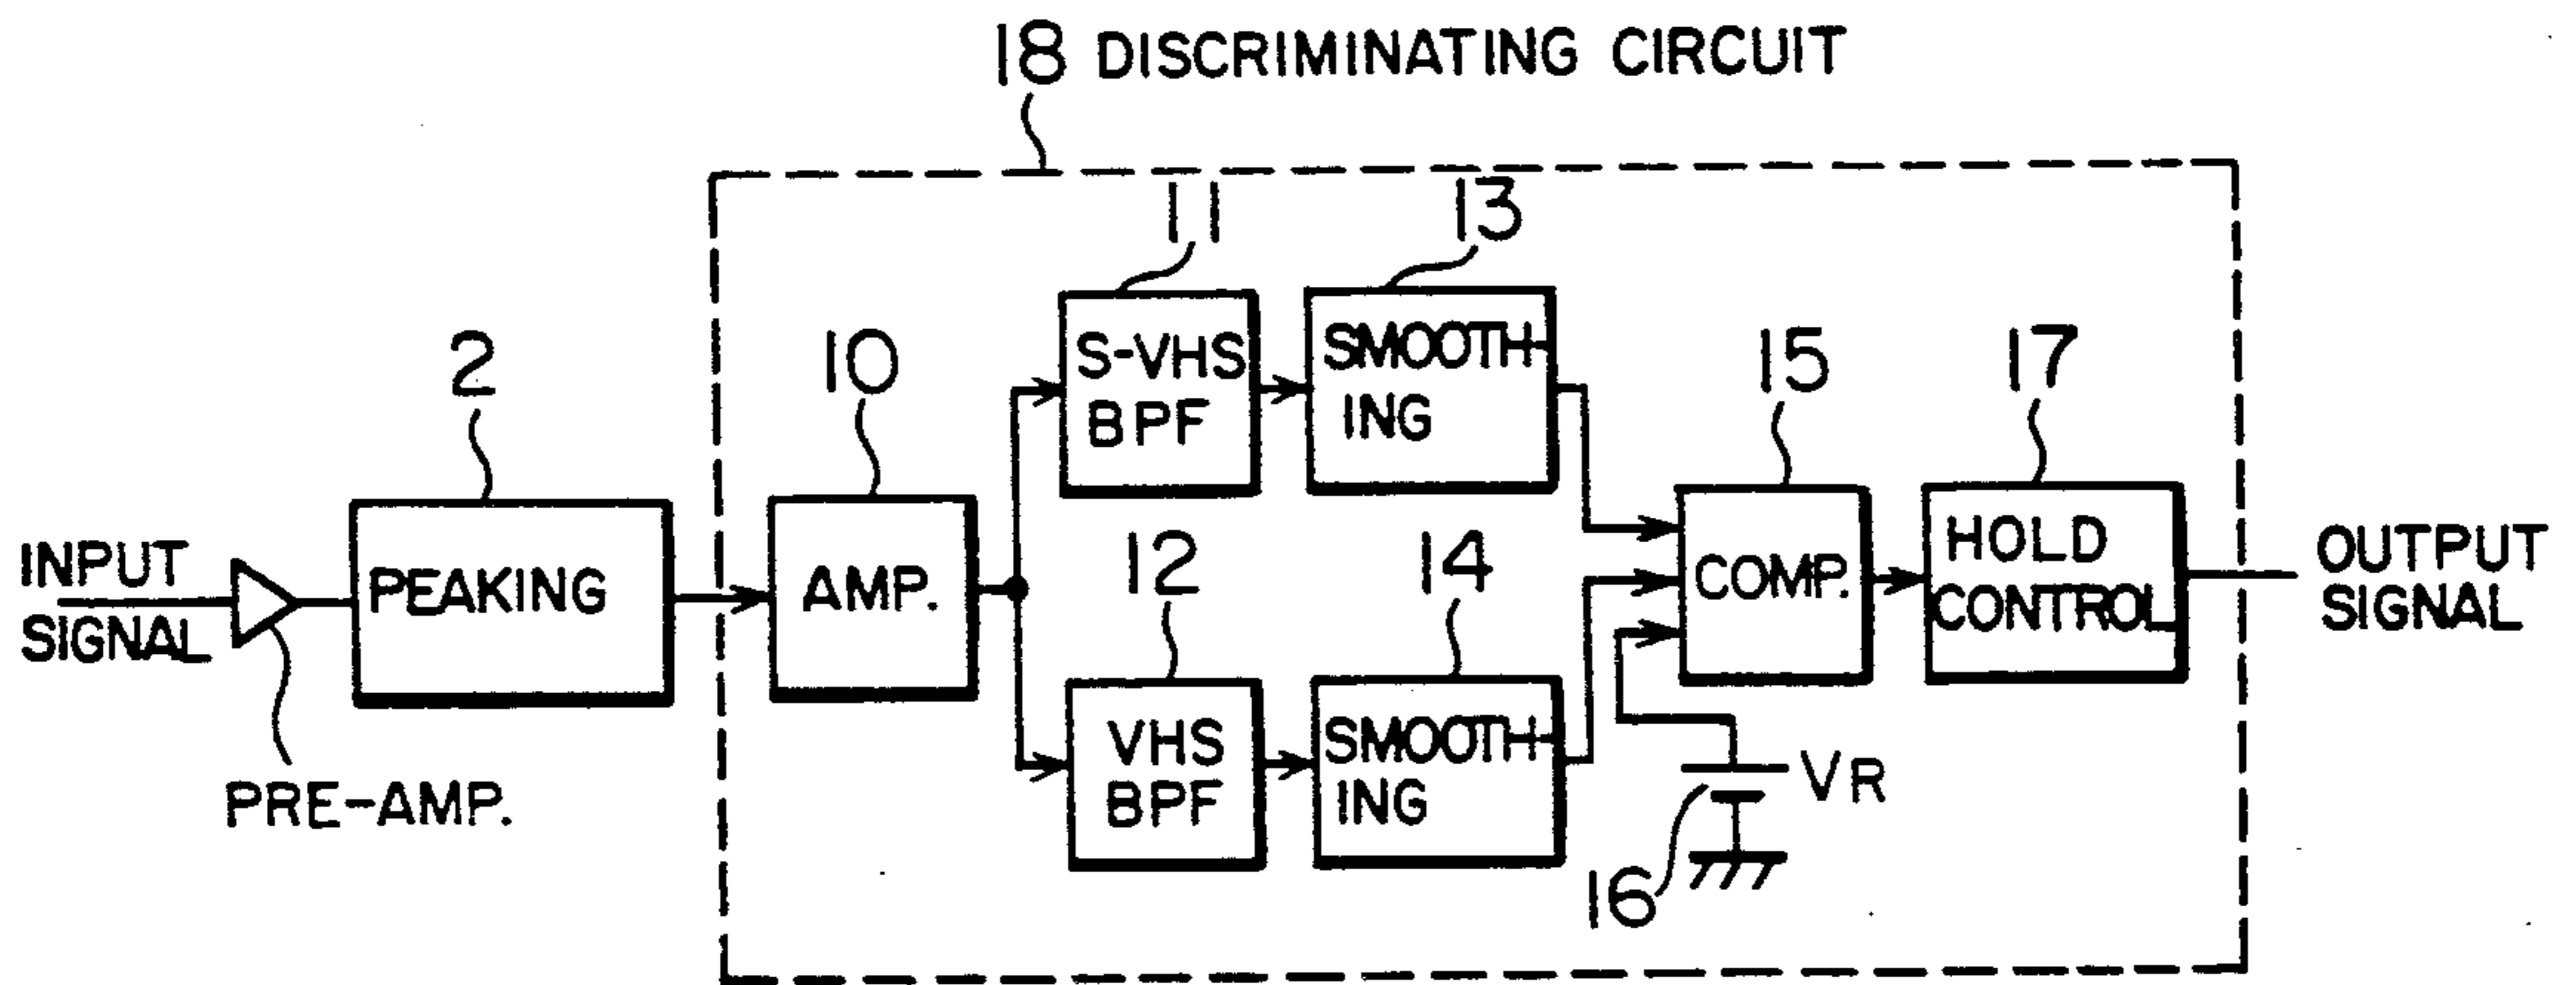 18 DISCRIMINATING CIRCUIT
11
13
2
10
S-VHS
BPF
SMOOTH-
ING
15
17
INPUT
SIGNAL
PEAKING
AMP.
12
14
COMP.
HOLD
CONTROL
OUTPUT
SIGNAL
PRE-AMP.
VHS
BPF
SMOOTH-
ING
VR
16